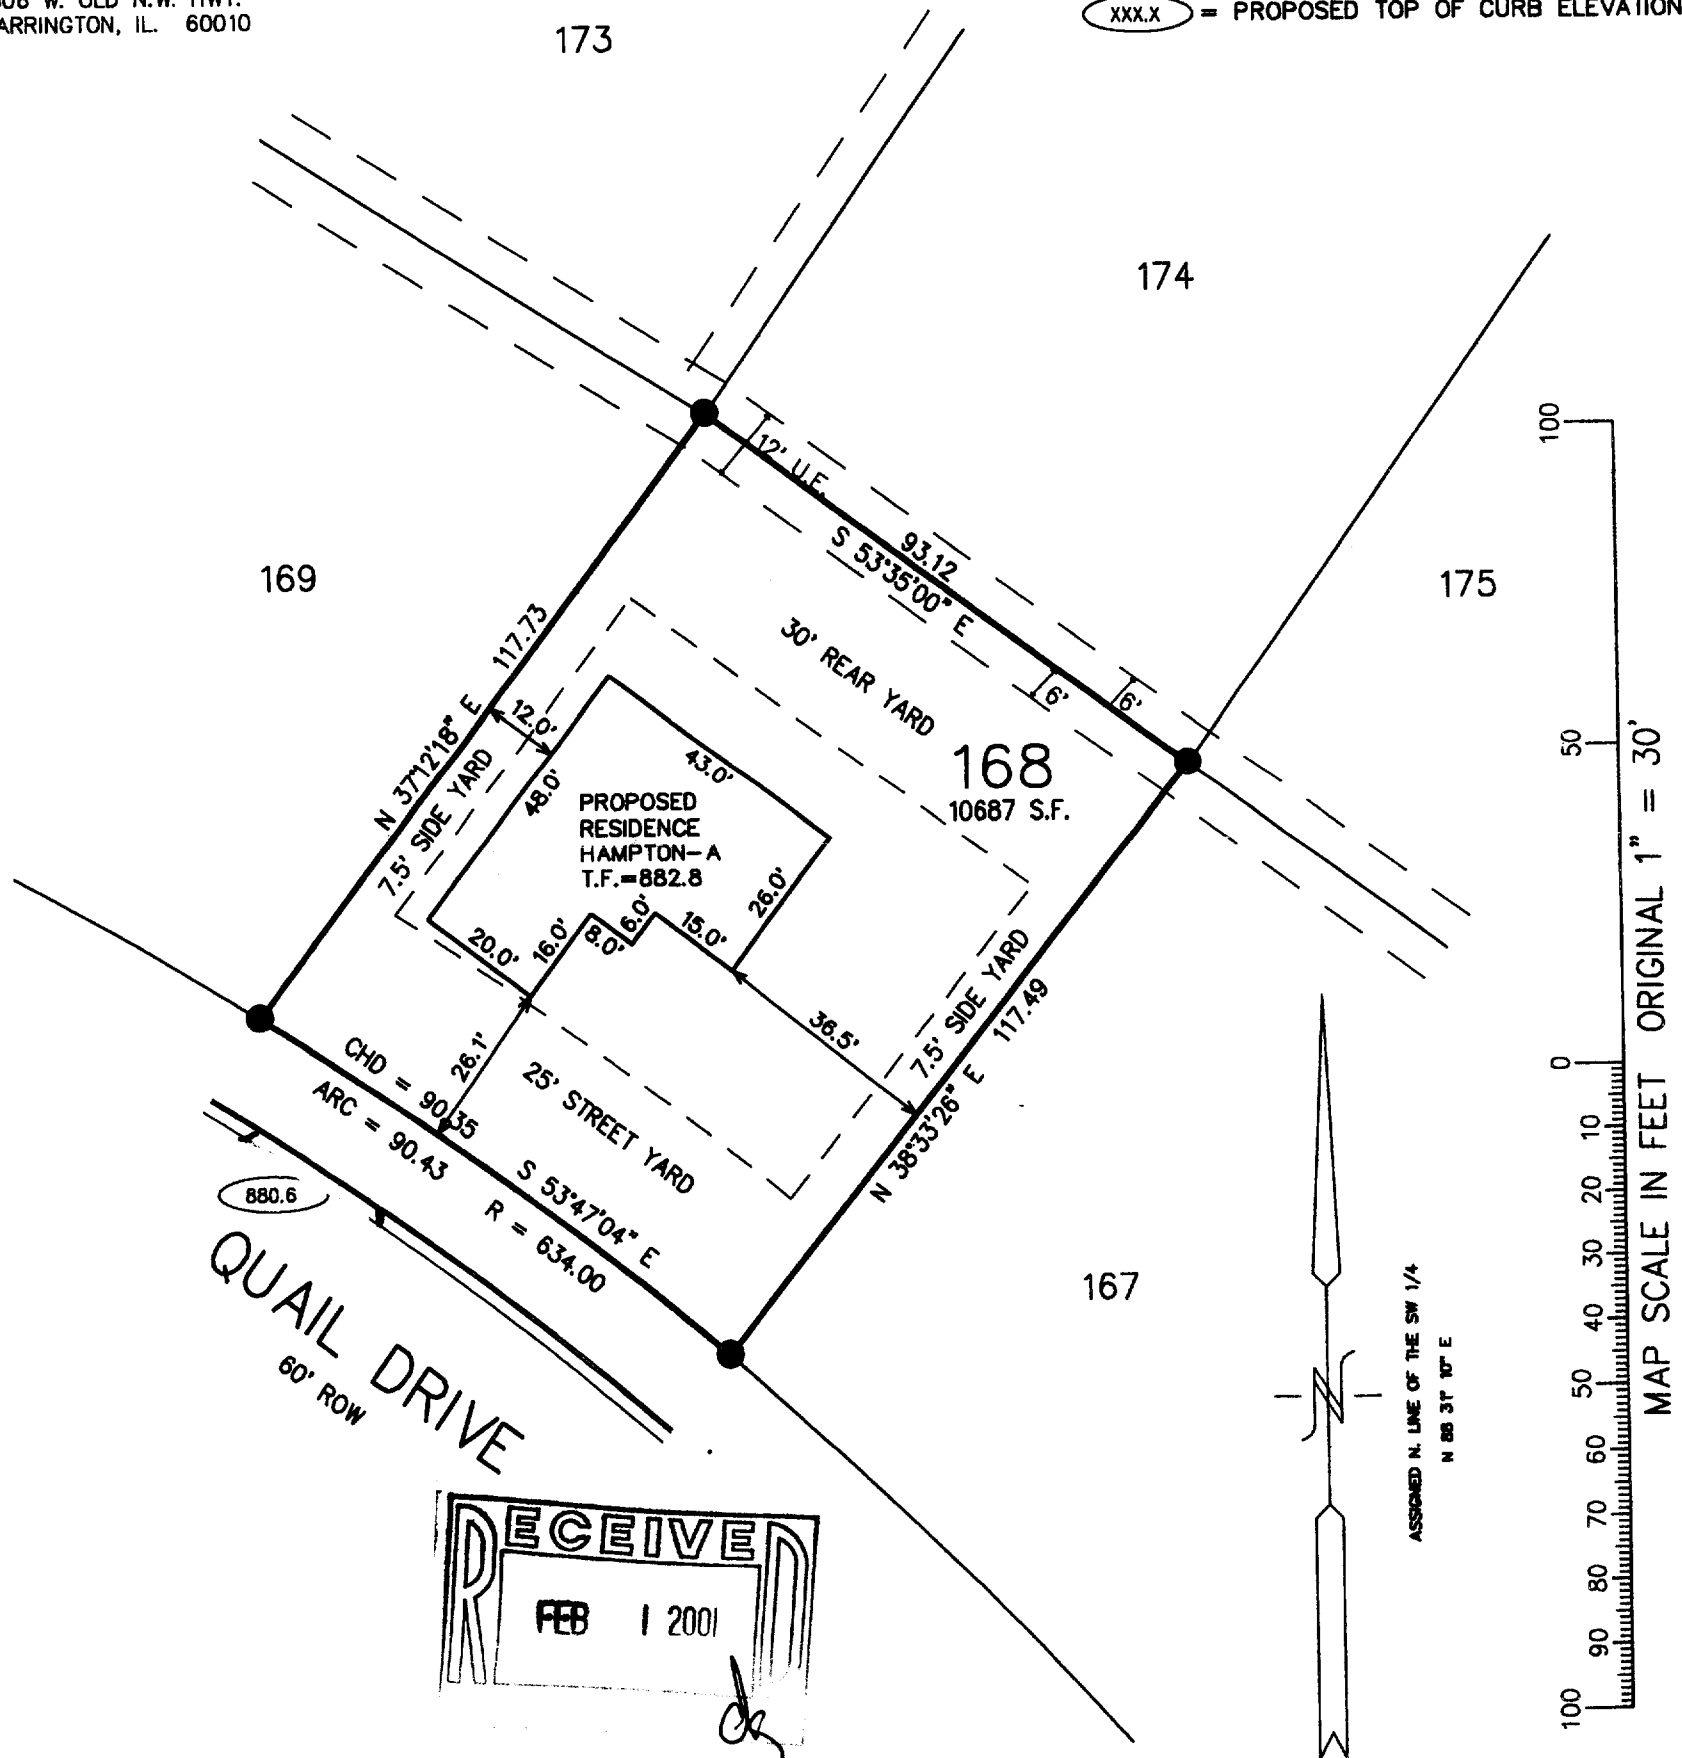 ARRINGTON, IL. 60010
XXX.X = PROPOSED TOP OF CURB ELEVATION
173
174
12' U.E.
93.12
S 53°35'00" E
169
175
117.73
N 37°12'18" E
30' REAR YARD
6'
6'
12.0'
43.0'
168
10687 S.F.
48.0'
7.5' SIDE YARD
PROPOSED
RESIDENCE
HAMPTON-A
T.F.=882.8
26.0'
20.0'
16.0'
8.0'
6.0'
15.0'
36.5'
7.5' SIDE YARD
117.49
N 38°33'26" E
26.1'
25' STREET YARD
CHD = 90.35
ARC = 90.43
S 53°47'04" E
R = 634.00
880.6
QUAIL DRIVE
60' ROW
167
RECEIVED
FEB 1 2001
N
ASSIGNED N. LINE OF THE SW 1/4
N 88 31' 10" E
100
50
0
10
20
30
40
50
60
70
80
90
100
MAP SCALE IN FEET ORIGINAL 1" = 30'